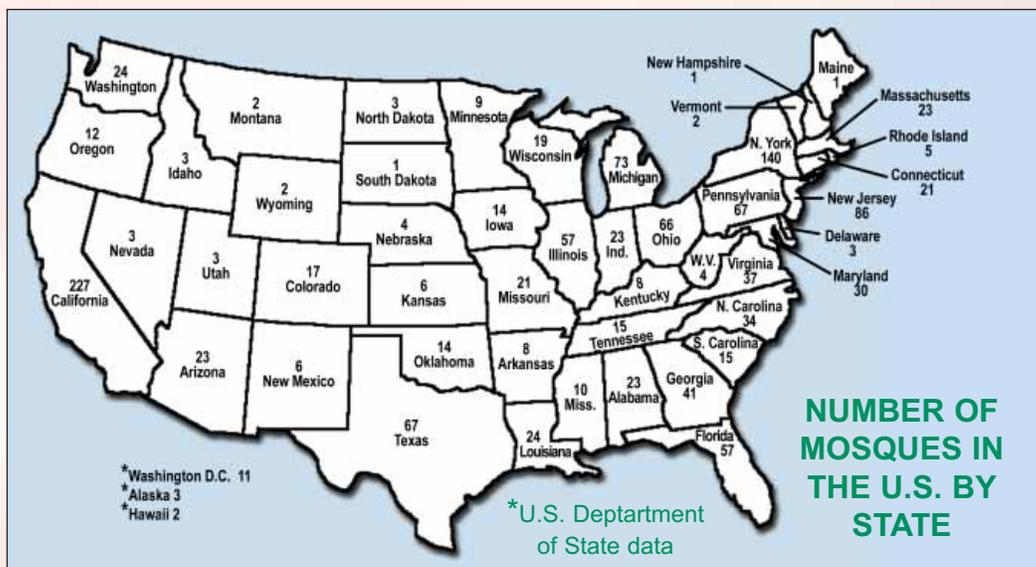 24
Washington
12
Oregon
3
Idaho
2
Montana
2
Wyoming
3
Nevada
227
California
3
Utah
17
Colorado
23
Arizona
6
New Mexico
3
North Dakota
1
South Dakota
4
Nebraska
6
Kansas
14
Oklahoma
67
Texas
9
Minnesota
14
Iowa
21
Missouri
8
Arkansas
24
Louisiana
19
Wisconsin
57
Illinois
73
Michigan
23
Ind.
66
Ohio
8
Kentucky
15
Tennessee
10
Miss.
23
Alabama
Georgia
41
Florida
57
S. Carolina
15
N. Carolina
34
Virginia
37
W.V.
4
Pennsylvania
67
N. York
140
New Hampshire
1
Vermont
2
Maine
1
Massachusetts
23
Rhode Island
5
Connecticut
21
New Jersey
86
Delaware
3
Maryland
30
*Washington D.C. 11
*Alaska 3
*Hawaii 2
*U.S. Deptartment
of State data
NUMBER OF
MOSQUES IN
THE U.S. BY
STATE